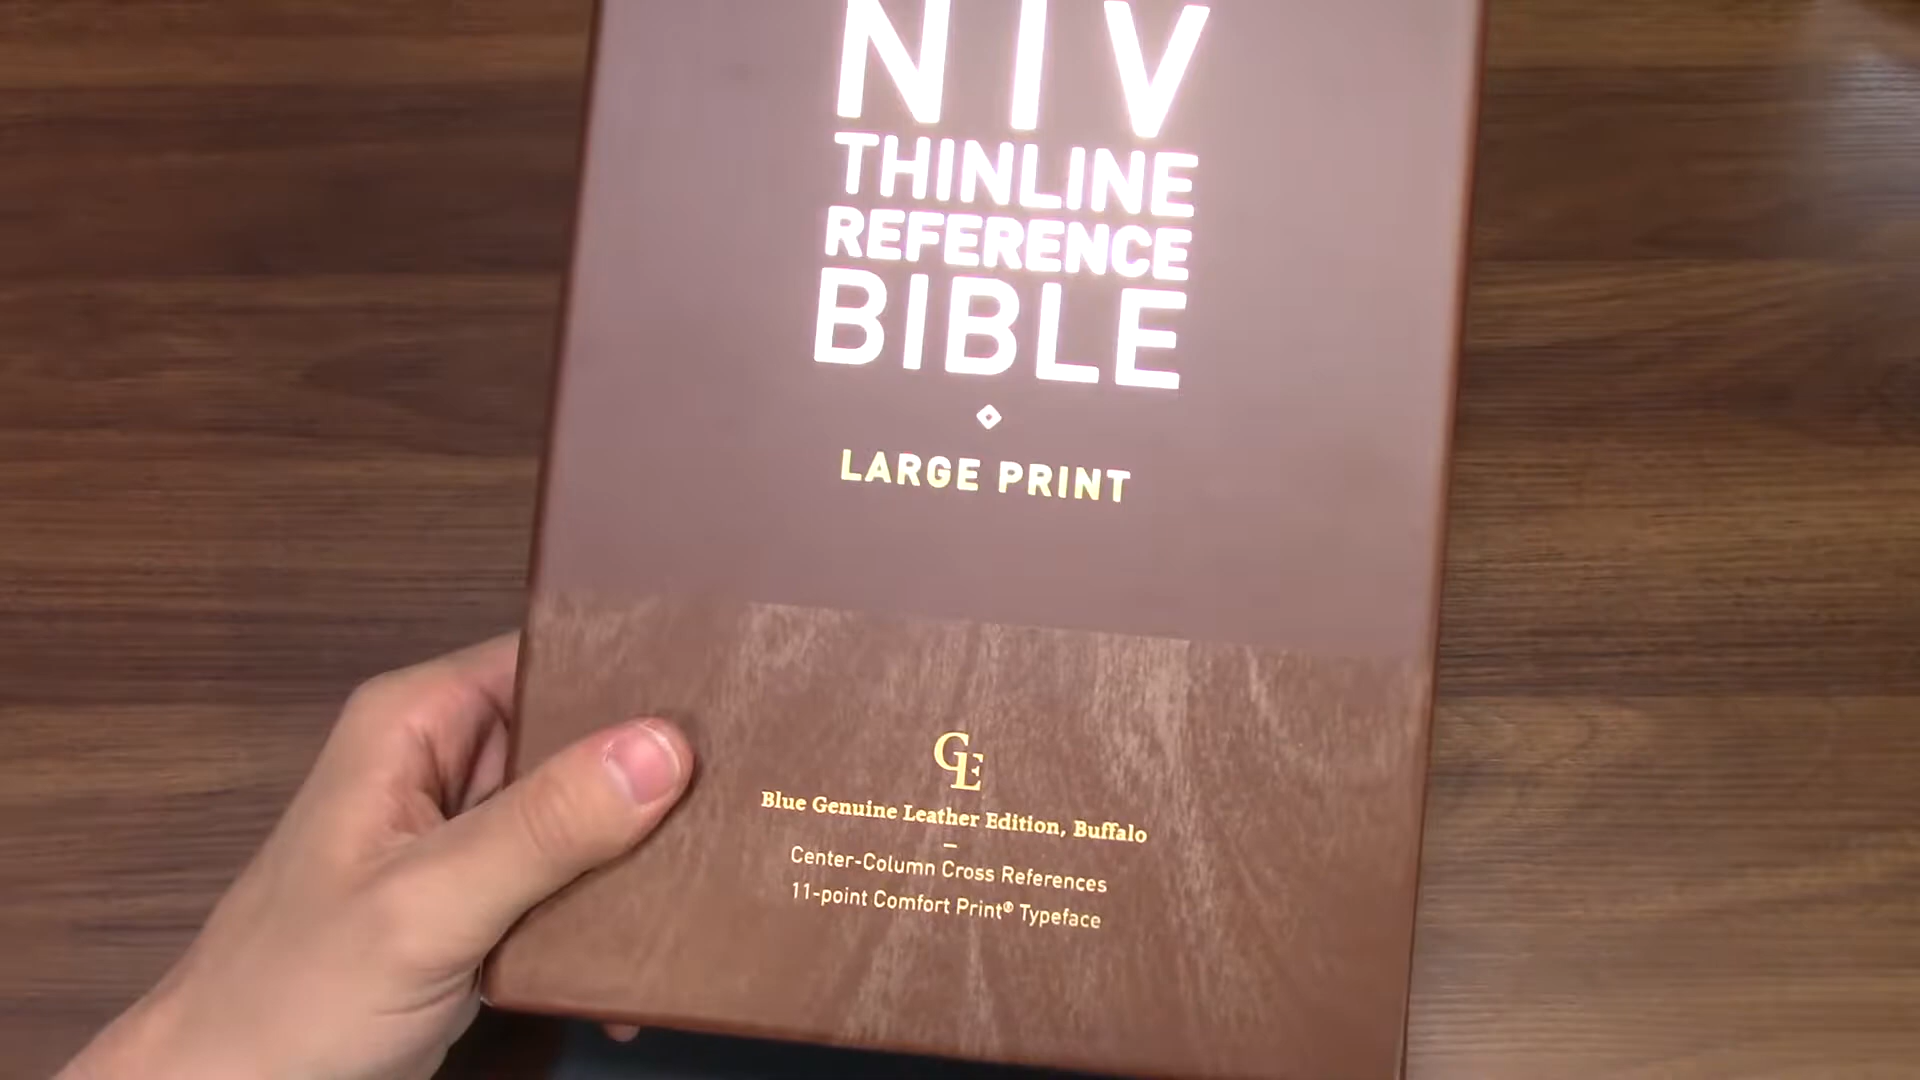 NIV
THINLINE
REFERENCE
BIBLE
LARGE PRINT
GE
Blue Genuine Leather Edition, Buffalo
Center-Column Cross References
11-point Comfort Print® Typeface